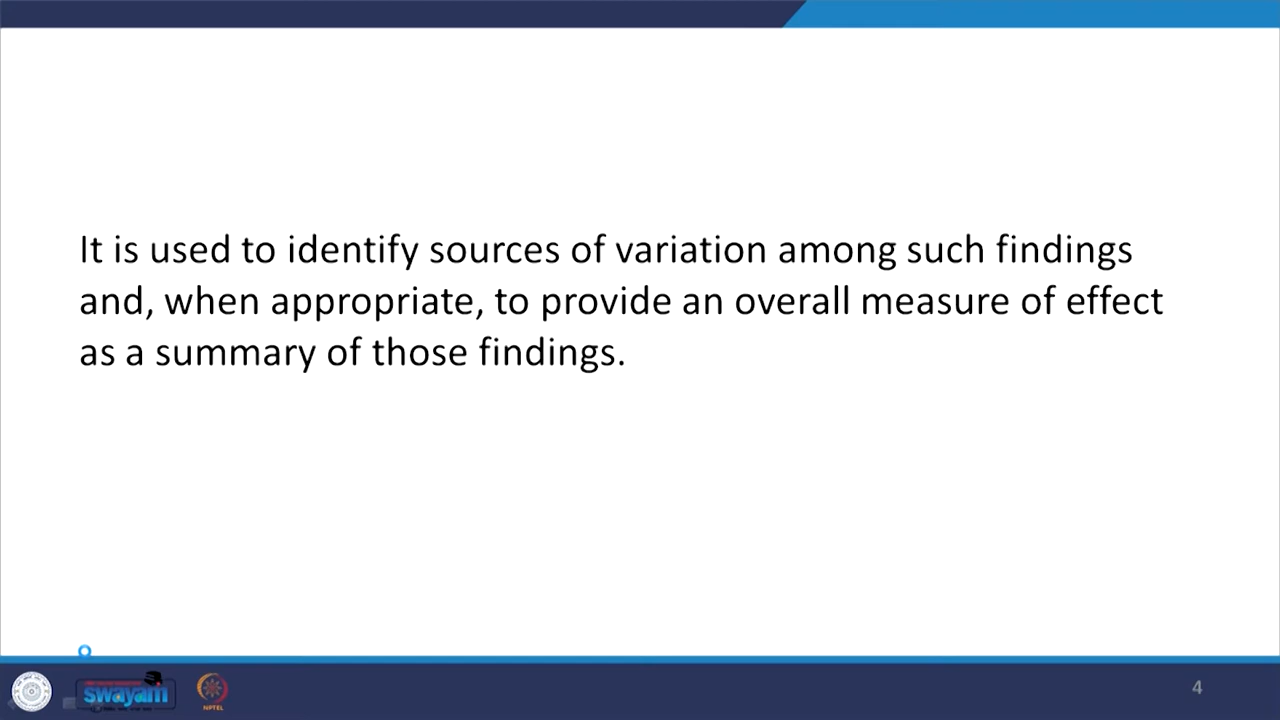 It is used to identify sources of variation among such findings
and, when appropriate, to provide an overall measure of effect
as a summary of those findings.
swayam
NPTEL
4